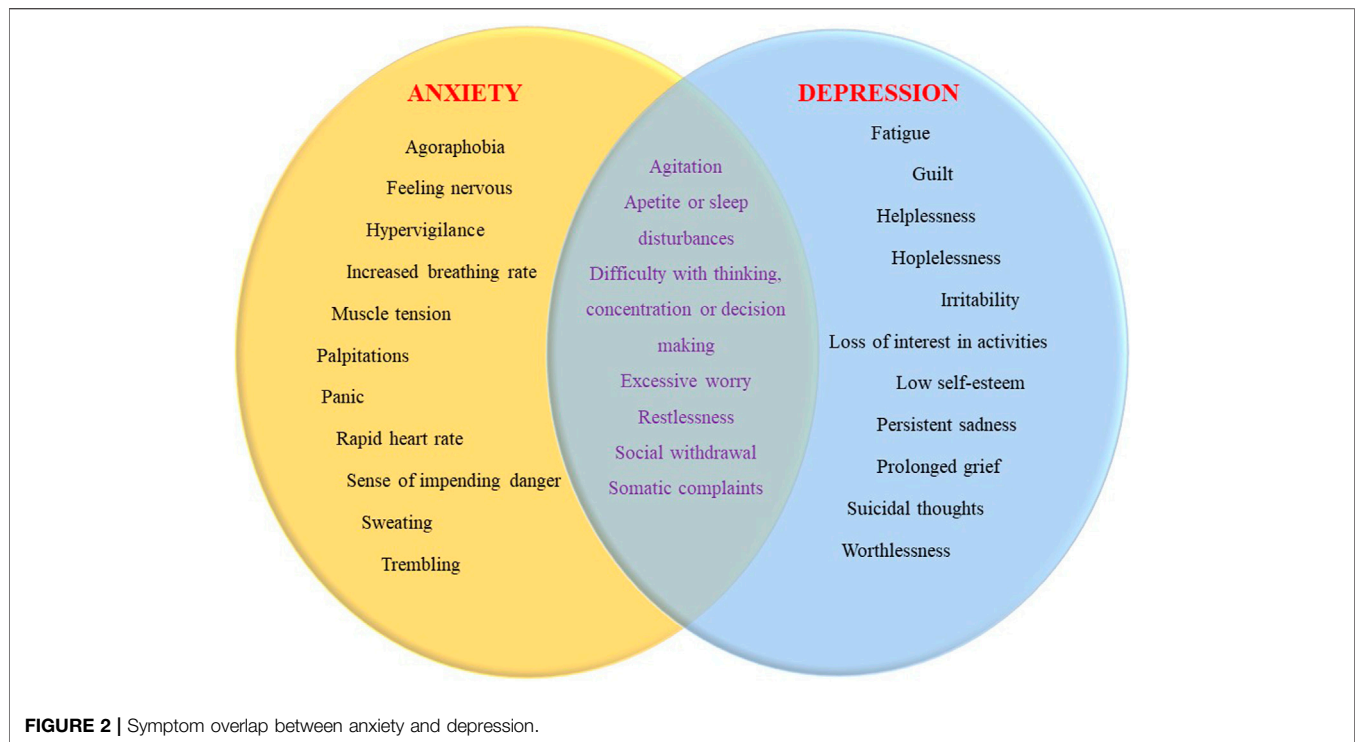 ANXIETY
Agoraphobia
Feeling nervous
Hypervigilance
Increased breathing rate
Muscle tension
Palpitations
Panic
Rapid heart rate
Sense of impending danger
Sweating
Trembling
Agitation
Apetite or sleep
disturbances
Difficulty with thinking,
concentration or decision
making
Excessive worry
Restlessness
Social withdrawal
Somatic complaints
DEPRESSION
Fatigue
Guilt
Helplessness
Hoplelessness
Irritability
Loss of interest in activities
Low self-esteem
Persistent sadness
Prolonged grief
Suicidal thoughts
Worthlessness
FIGURE 2 | Symptom overlap between anxiety and depression.